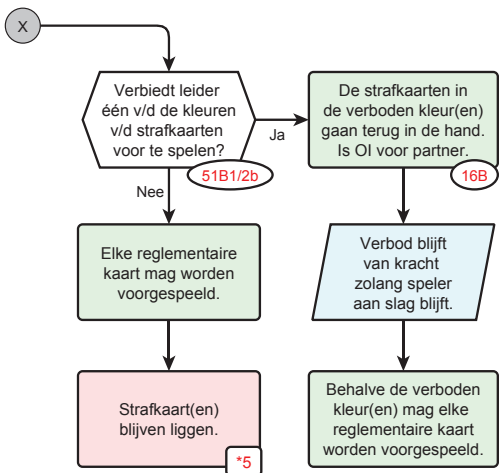 X
Verbiedt leider
één v/d de kleuren
v/d strafkaarten
voor te spelen?
51B1/2b
Ja
De strafkaarten in
de verboden kleur(en)
gaan terug in de hand.
Is OI voor partner.
16B
Nee
Elke reglementaire
kaart mag worden
voorgespeeld.
Verbod blijft
van kracht
zolang speler
aan slag blijft.
Strafkaart(en)
blijven liggen.
*5
Behalve de verboden
kleur(en) mag elke
reglementaire kaart
worden voorgespeeld.